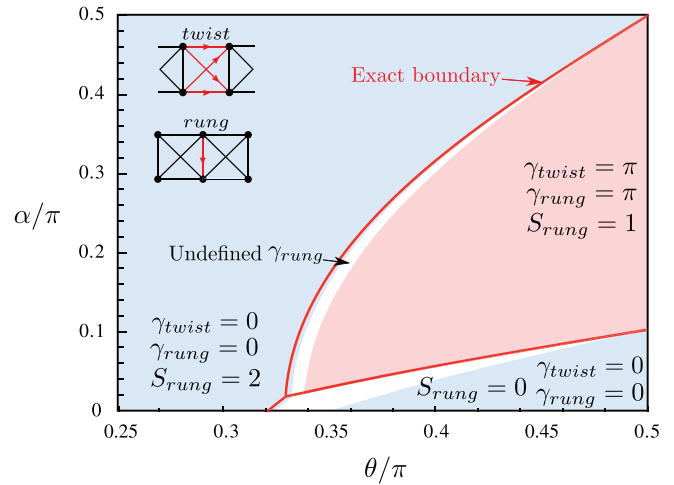 0.5
0.4
0.3
0.2
0.1
0
α/π
0.25
0.3
0.35
0.4
0.45
0.5
θ/π
twist
rung
Exact boundary
Undefined γ_rung
γ_twist = π
γ_rung = π
S_rung = 1
γ_twist = 0
γ_rung = 0
S_rung = 2
S_rung = 0
γ_twist = 0
γ_rung = 0